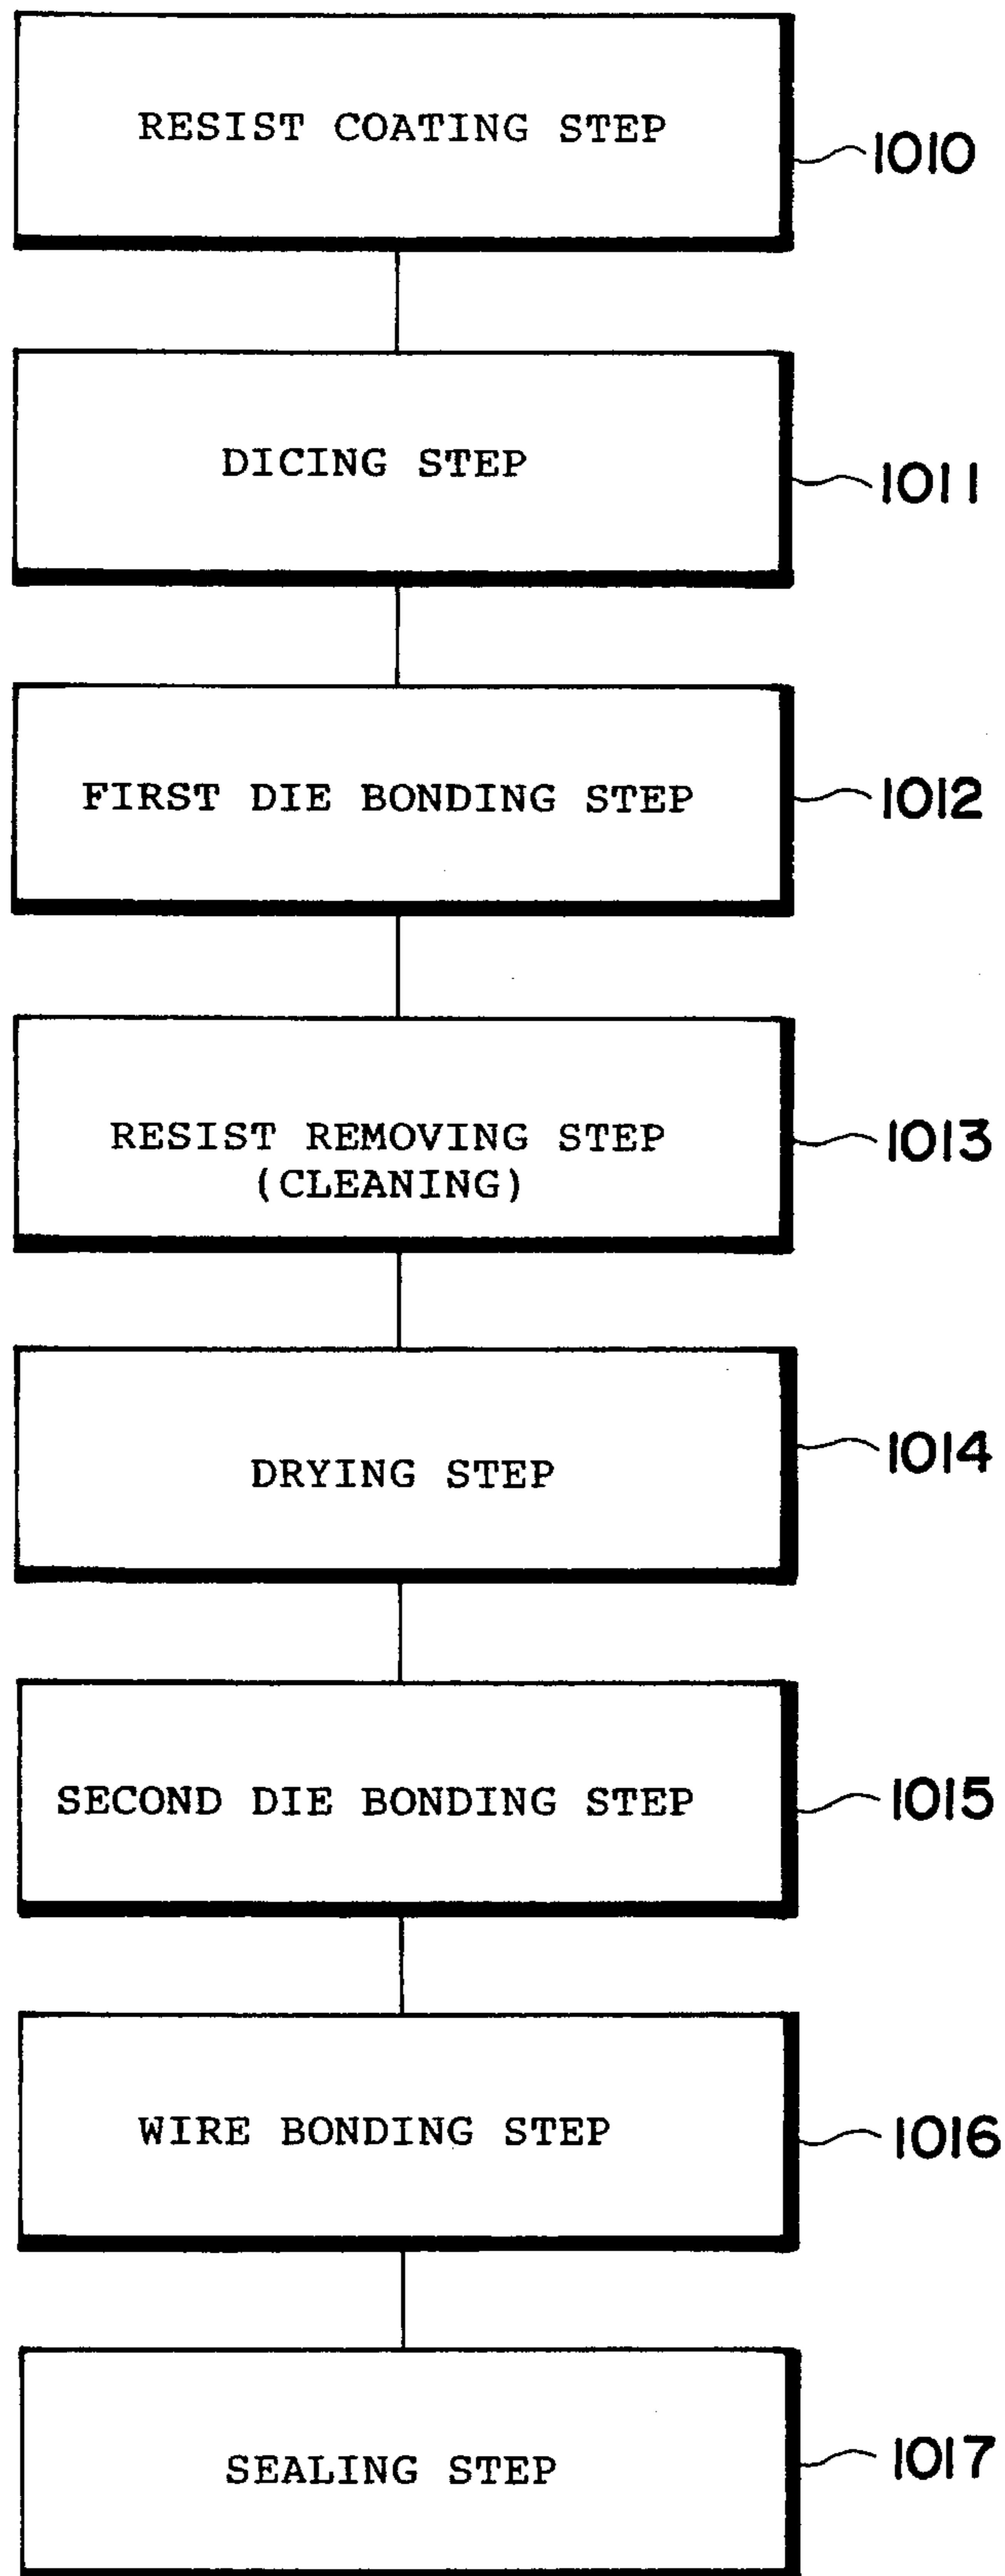 RESIST COATING STEP
1010
DICING STEP
1011
FIRST DIE BONDING STEP
1012
RESIST REMOVING STEP
(CLEANING)
1013
DRYING STEP
1014
SECOND DIE BONDING STEP
1015
WIRE BONDING STEP
1016
SEALING STEP
1017